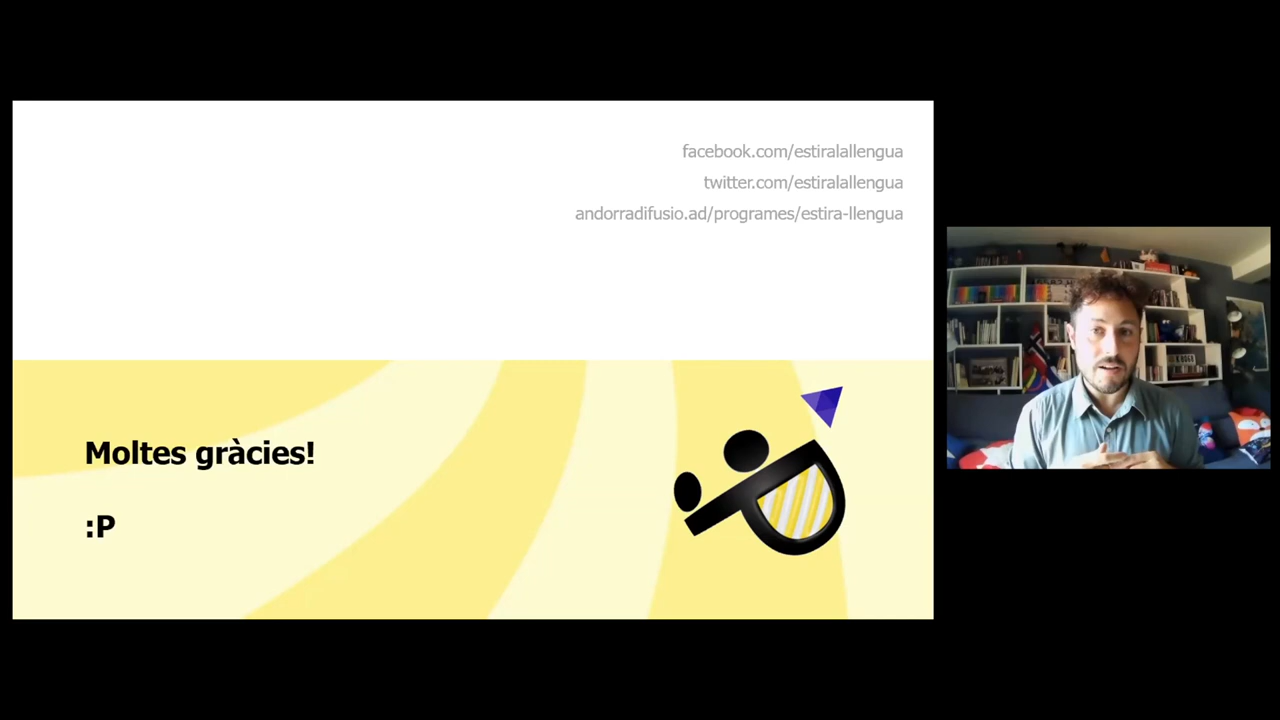 facebook.com/estiralallengua
twitter.com/estiralallengua
andorradifusio.ad/programes/estira-llengua
Moltes gràcies!
:P